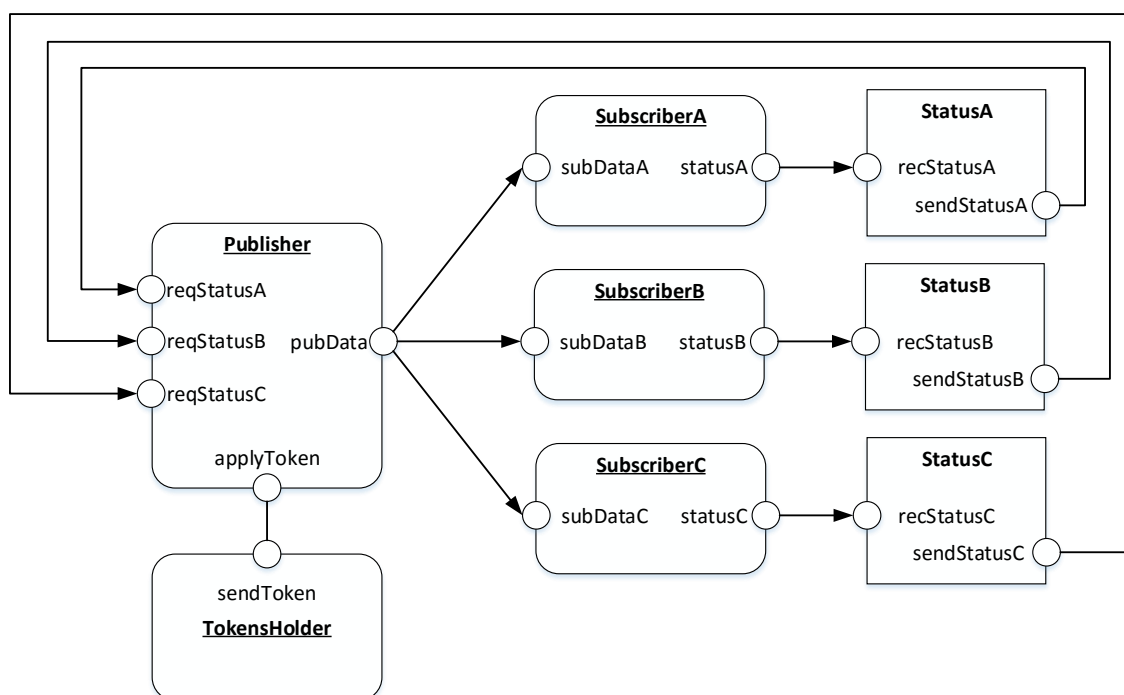 SubscriberA
subDataA
statusA
StatusA
recStatusA
sendStatusA
Publisher
reqStatusA
reqStatusB
reqStatusC
pubData
applyToken
SubscriberB
subDataB
statusB
StatusB
recStatusB
sendStatusB
SubscriberC
subDataC
statusC
StatusC
recStatusC
sendStatusC
sendToken
TokensHolder